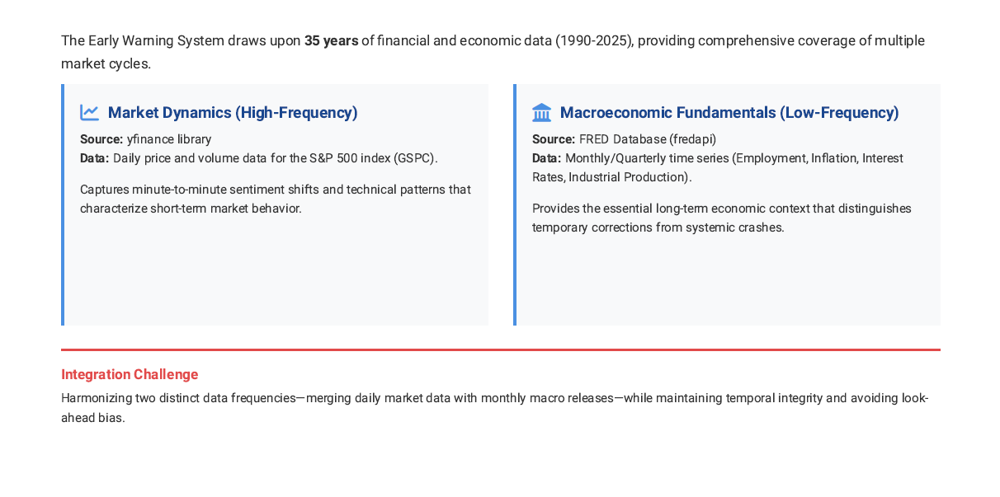 The Early Warning System draws upon 35 years of financial and economic data (1990-2025), providing comprehensive coverage of multiple
market cycles.
Market Dynamics (High-Frequency)
Source: yfinance library
Data: Daily price and volume data for the S&P 500 index (GSPC).
Captures minute-to-minute sentiment shifts and technical patterns that
characterize short-term market behavior.
Macroeconomic Fundamentals (Low-Frequency)
Source: FRED Database (fredapi)
Data: Monthly/Quarterly time series (Employment, Inflation, Interest
Rates, Industrial Production).
Provides the essential long-term economic context that distinguishes
temporary corrections from systemic crashes.
Integration Challenge
Harmonizing two distinct data frequencies—merging daily market data with monthly macro releases—while maintaining temporal integrity and avoiding look-
ahead bias.